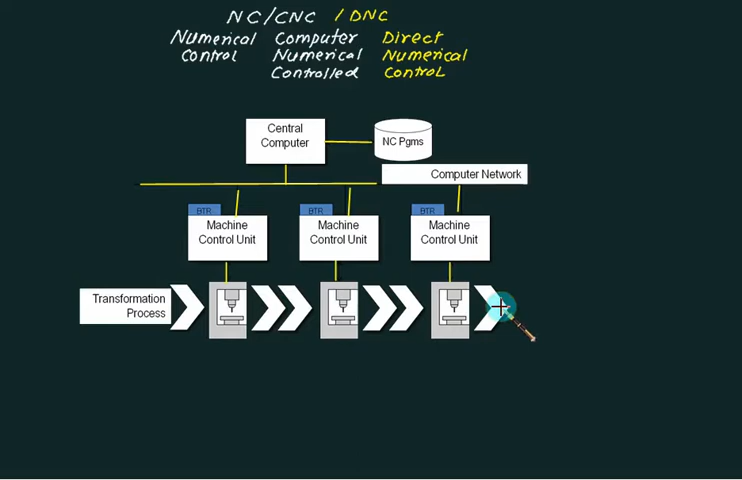 NC/CNC / DNC
Numerical Computer Direct
Control Numerical Numerical
Controlled Control
Central
Computer
NC Pgms
Computer Network
BTR BTR BTR
Machine Machine Machine
Control Unit Control Unit Control Unit
Transformation
Process